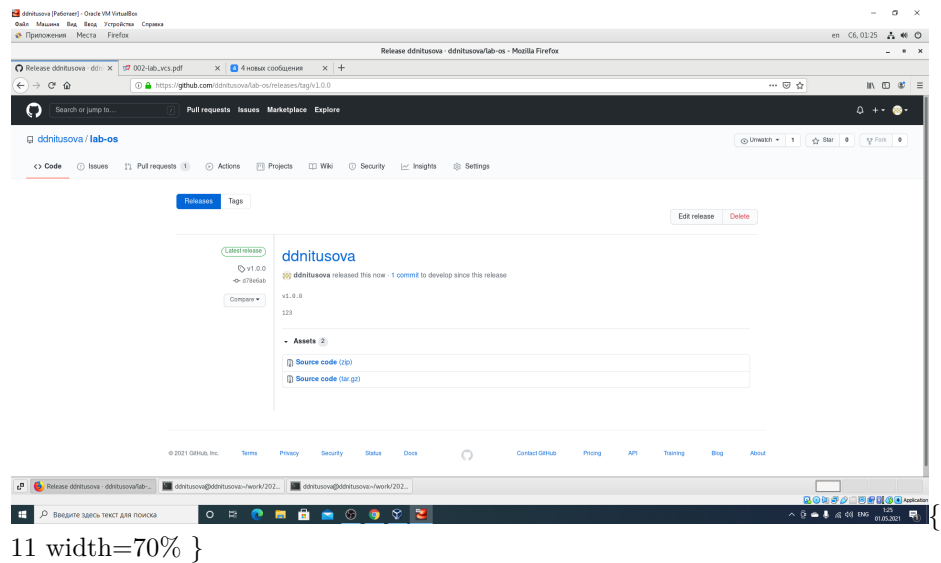 ddnitusova [Работает] - Oracle VM VirtualBox
Файл Машина Вид Ввод Устройства Справка
Приложения Места Firefox en Сб, 01:25
Release ddnitusova · ddnitusova/lab-os - Mozilla Firefox
Release ddnitusova · ddn 002-lab_vcs.pdf 4 новых сообщения
https://github.com/ddnitusova/lab-os/releases/tag/v1.0.0
Search or jump to... / Pull requests Issues Marketplace Explore
ddnitusova / lab-os Unwatch 1 Star 0 Fork 0
Code Issues Pull requests 1 Actions Projects Wiki Security Insights Settings
Releases Tags
Edit release Delete
Latest release
v1.0.0
d78e6ab
Compare
ddnitusova
ddnitusova released this now · 1 commit to develop since this release
v1.0.0
123
Assets 2
Source code (zip)
Source code (tar.gz)
© 2021 GitHub, Inc. Terms Privacy Security Status Docs Contact GitHub Pricing API Training Blog About
Release ddnitusova · ddnitusova/lab-... ddnitusova@ddnitusova:~/work/202... ddnitusova@ddnitusova:~/work/202...
Application
Введите здесь текст для поиска ENG 1:25
01.05.2021
{
11 width=70% }